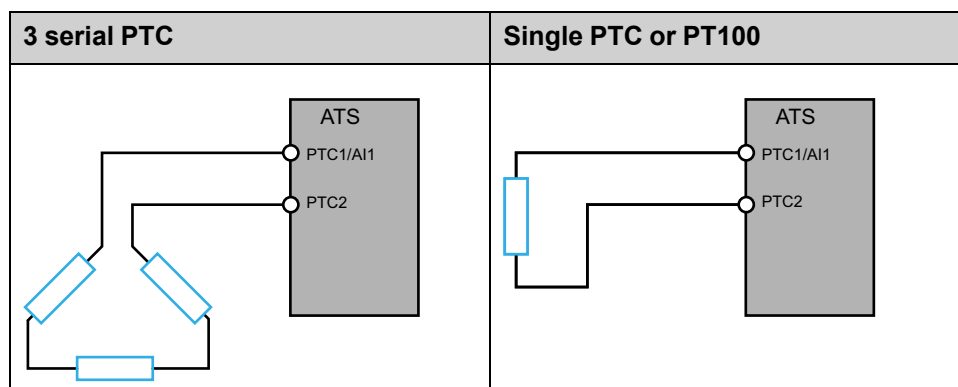 3 serial PTC
Single PTC or PT100
ATS
PTC1/AI1
PTC2
ATS
PTC1/AI1
PTC2